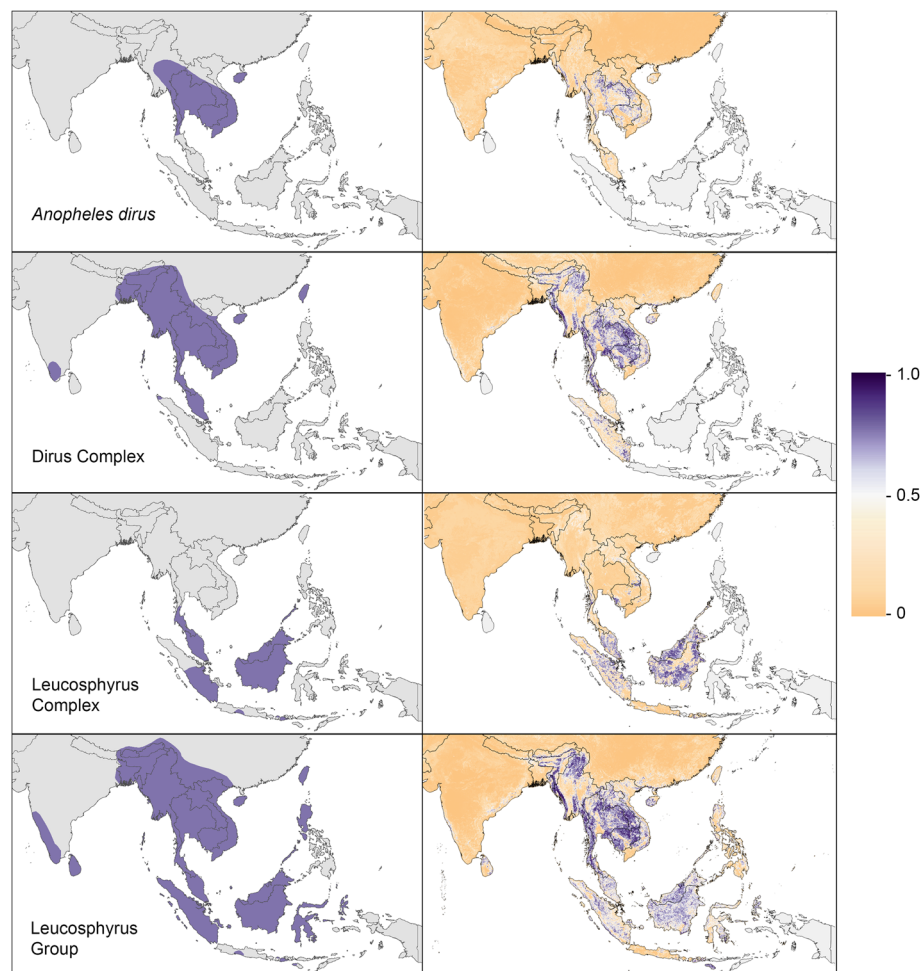 Anopheles dirus
Dirus Complex
Leucosphyrus
Complex
Leucosphyrus
Group
1.0
0.5
0